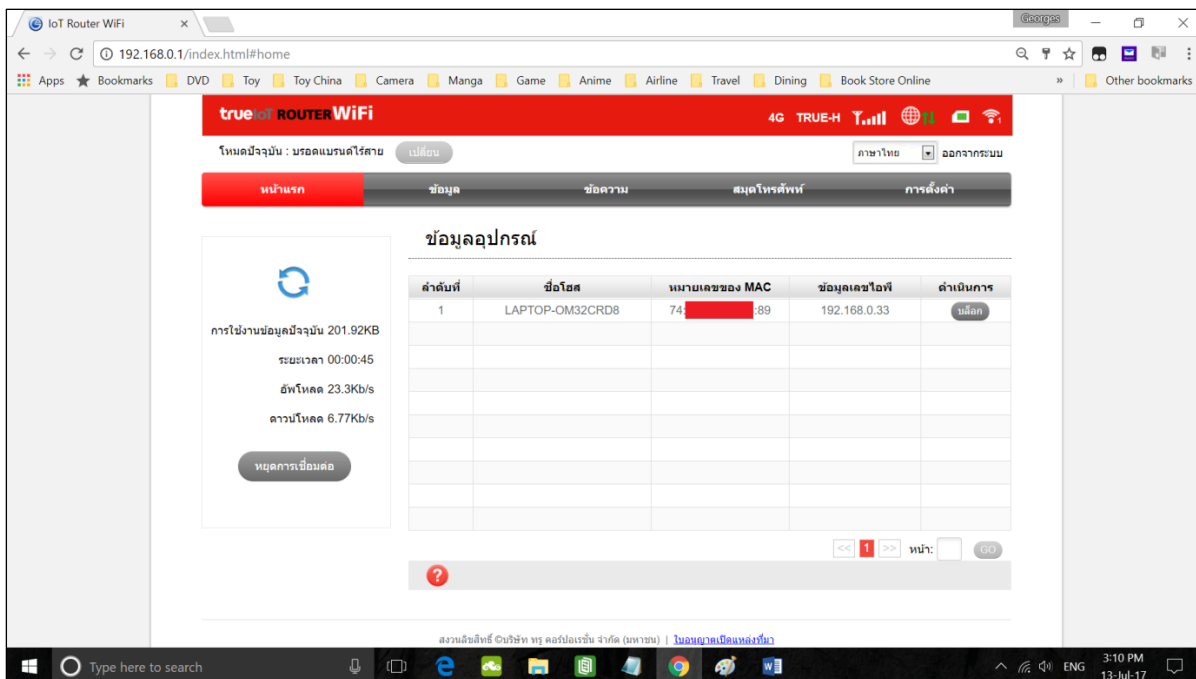 IoT Router WiFi
Georges
192.168.0.1/index.html#home
Apps Bookmarks DVD Toy Toy China Camera Manga Game Anime Airline Travel Dining Book Store Online » Other bookmarks
trueIoT ROUTER WiFi
4G TRUE-H 1
โหมดปัจจุบัน : บรอดแบรนด์ไร้สาย เปลี่ยน
ภาษาไทย ออกจากระบบ
หน้าแรก ข้อมูล ข้อความ สมุดโทรศัพท์ การตั้งค่า
ข้อมูลอุปกรณ์
ลำดับที่ ชื่อโฮส หมายเลขของ MAC ข้อมูลเลขไอพี ดำเนินการ
1 LAPTOP-OM32CRD8 74: :89 192.168.0.33 บล็อก
การใช้งานข้อมูลปัจจุบัน 201.92KB
ระยะเวลา 00:00:45
อัพโหลด 23.3Kb/s
ดาวน์โหลด 6.77Kb/s
หยุดการเชื่อมต่อ
<< 1 >> หน้า: GO
?
สงวนลิขสิทธิ์ ©บริษัท ทรู คอร์ปอเรชั่น จำกัด (มหาชน) | ใบอนุญาตเปิดแหล่งที่มา
Type here to search
ENG
3:10 PM
13-Jul-17